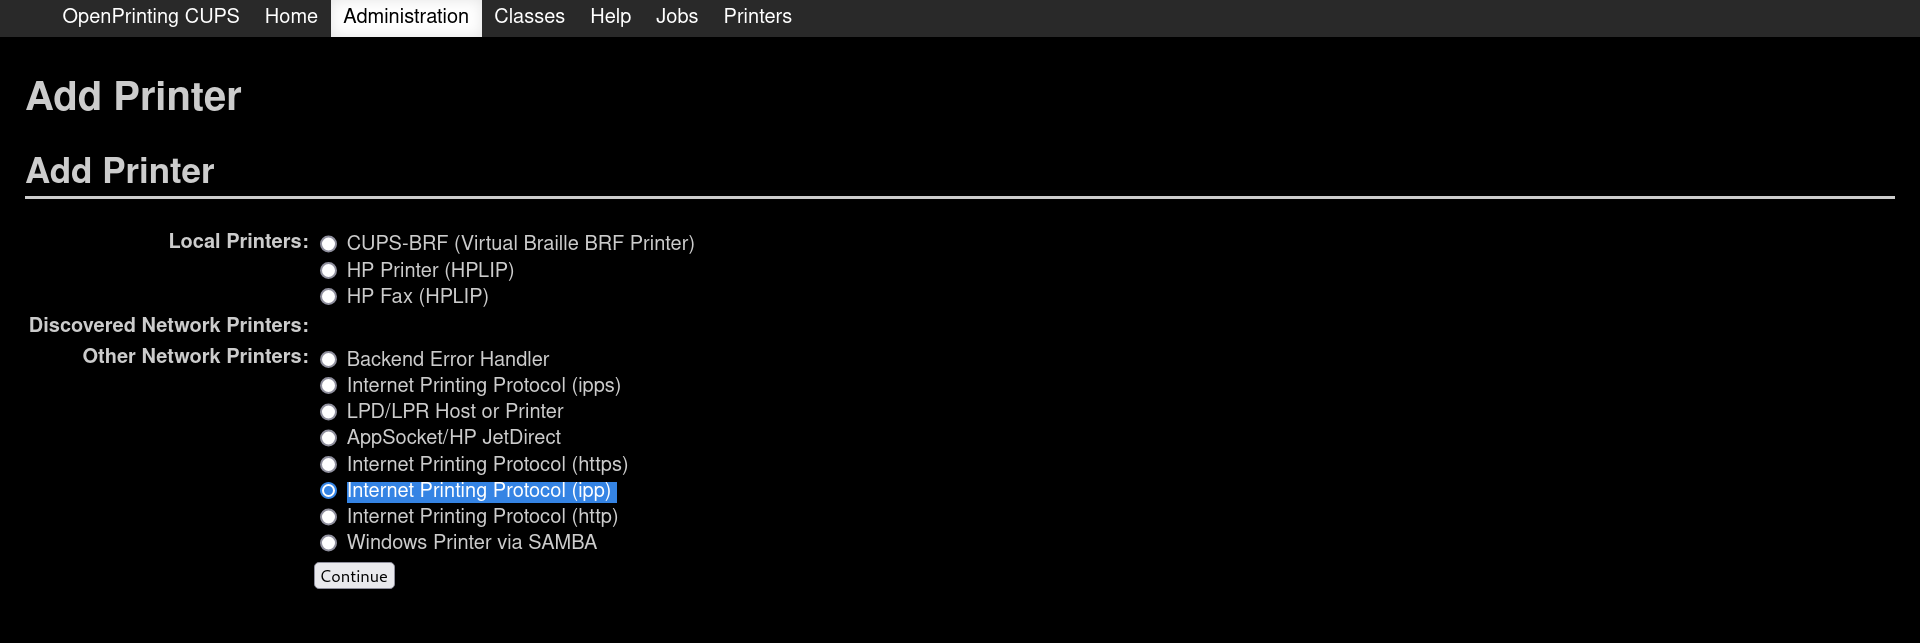 OpenPrinting CUPS Home Administration Classes Help Jobs Printers
Add Printer
Add Printer
Local Printers: CUPS-BRF (Virtual Braille BRF Printer)
HP Printer (HPLIP)
HP Fax (HPLIP)
Discovered Network Printers:
Other Network Printers: Backend Error Handler
Internet Printing Protocol (ipps)
LPD/LPR Host or Printer
AppSocket/HP JetDirect
Internet Printing Protocol (https)
Internet Printing Protocol (ipp)
Internet Printing Protocol (http)
Windows Printer via SAMBA
Continue